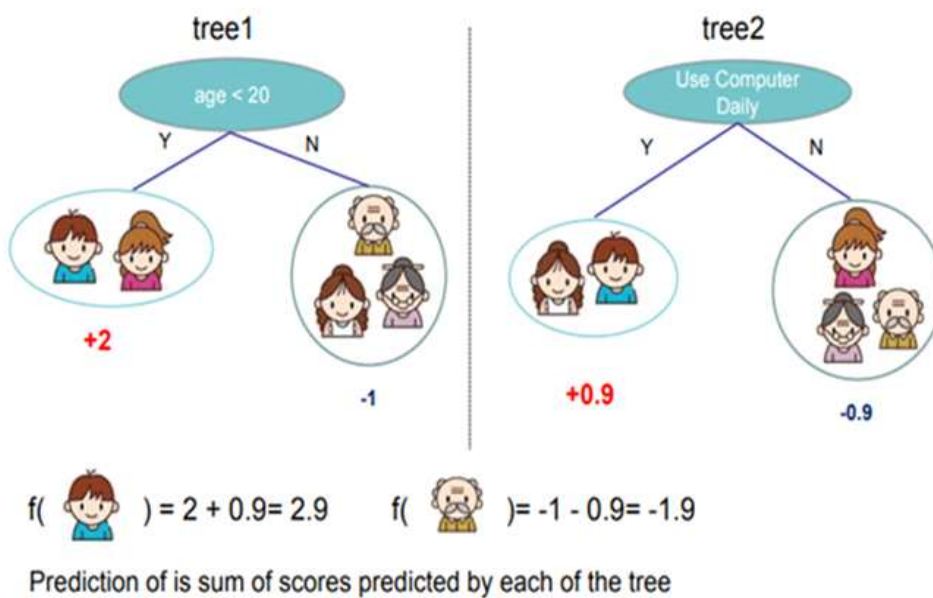 tree1
tree2
age < 20
Use Computer
Daily
Y
N
Y
N
+2
-1
+0.9
-0.9
f( ) = 2 + 0.9= 2.9
f( )= -1 - 0.9= -1.9
Prediction of is sum of scores predicted by each of the tree